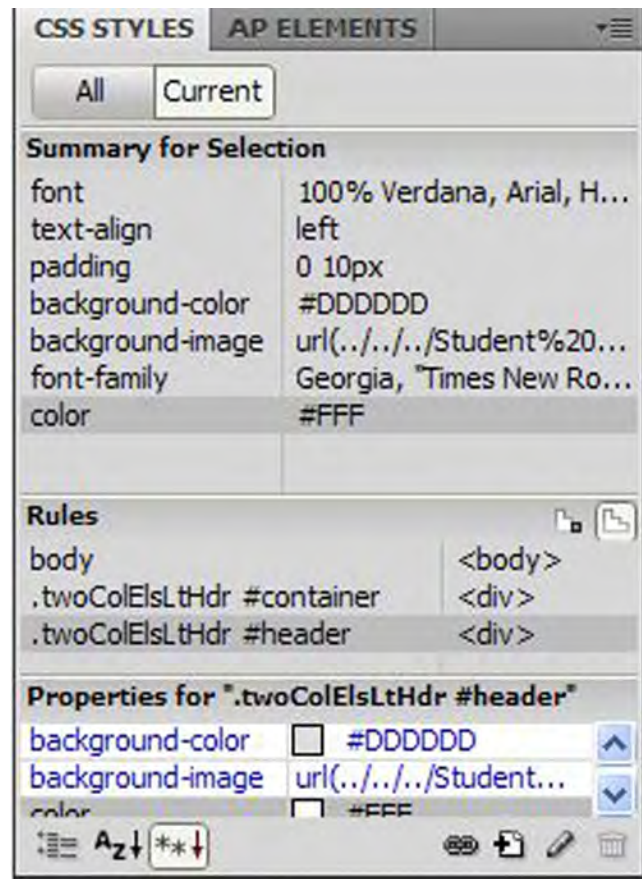 CSS STYLES AP ELEMENTS
All Current
Summary for Selection
font 100% Verdana, Arial, H...
text-align left
padding 0 10px
background-color #DDDDDD
background-image url(../../../Student%20...
font-family Georgia, "Times New Ro...
color #FFF
Rules
body <body>
.twoColElsLtHdr #container <div>
.twoColElsLtHdr #header <div>
Properties for ".twoColElsLtHdr #header"
background-color #DDDDDD
background-image url(../../../Student...
color #FFF
AZ **